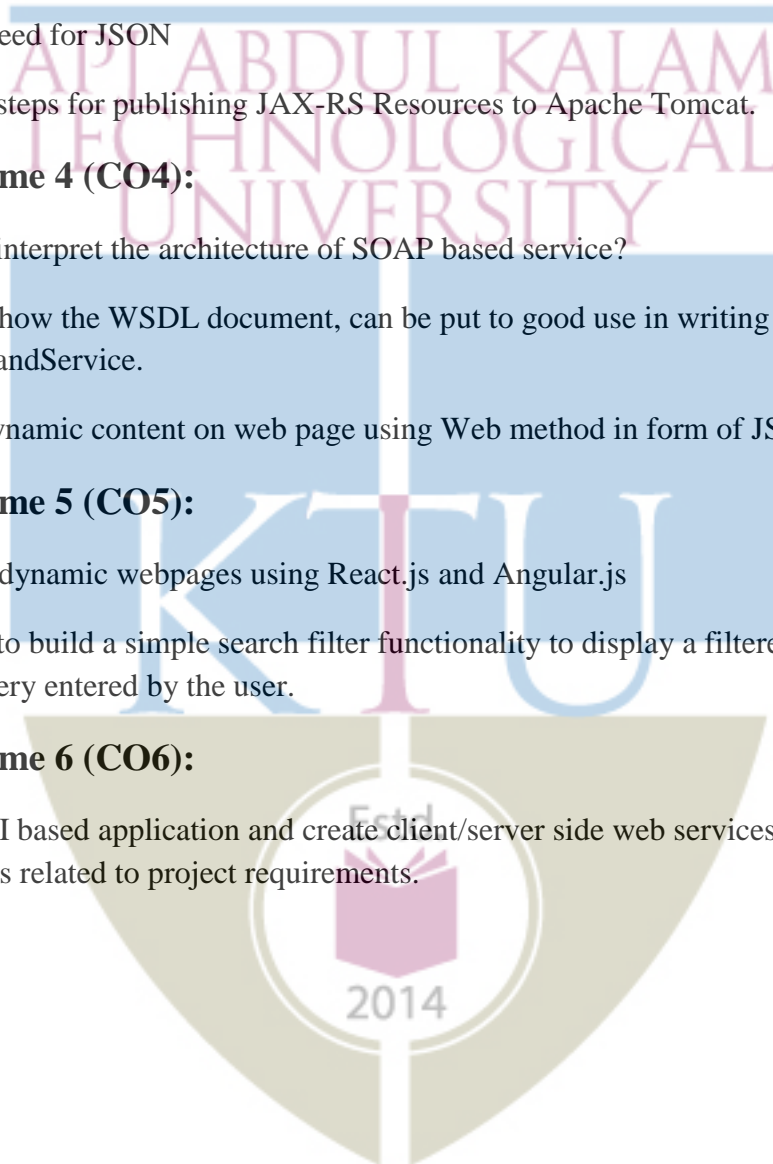 eed for JSON
API ABDUL KALAM
steps for publishing JAX-RS Resources to Apache Tomcat.
TECHNOLOGICAL
me 4 (CO4):
UNIVERSITY
interpret the architecture of SOAP based service?
how the WSDL document, can be put to good use in writing
andService.
ynamic content on web page using Web method in form of JS
me 5 (CO5):
KTU
dynamic webpages using React.js and Angular.js
to build a simple search filter functionality to display a filtere
ery entered by the user.
me 6 (CO6):
I based application and create client/server side web services
Estd.
s related to project requirements.
2014